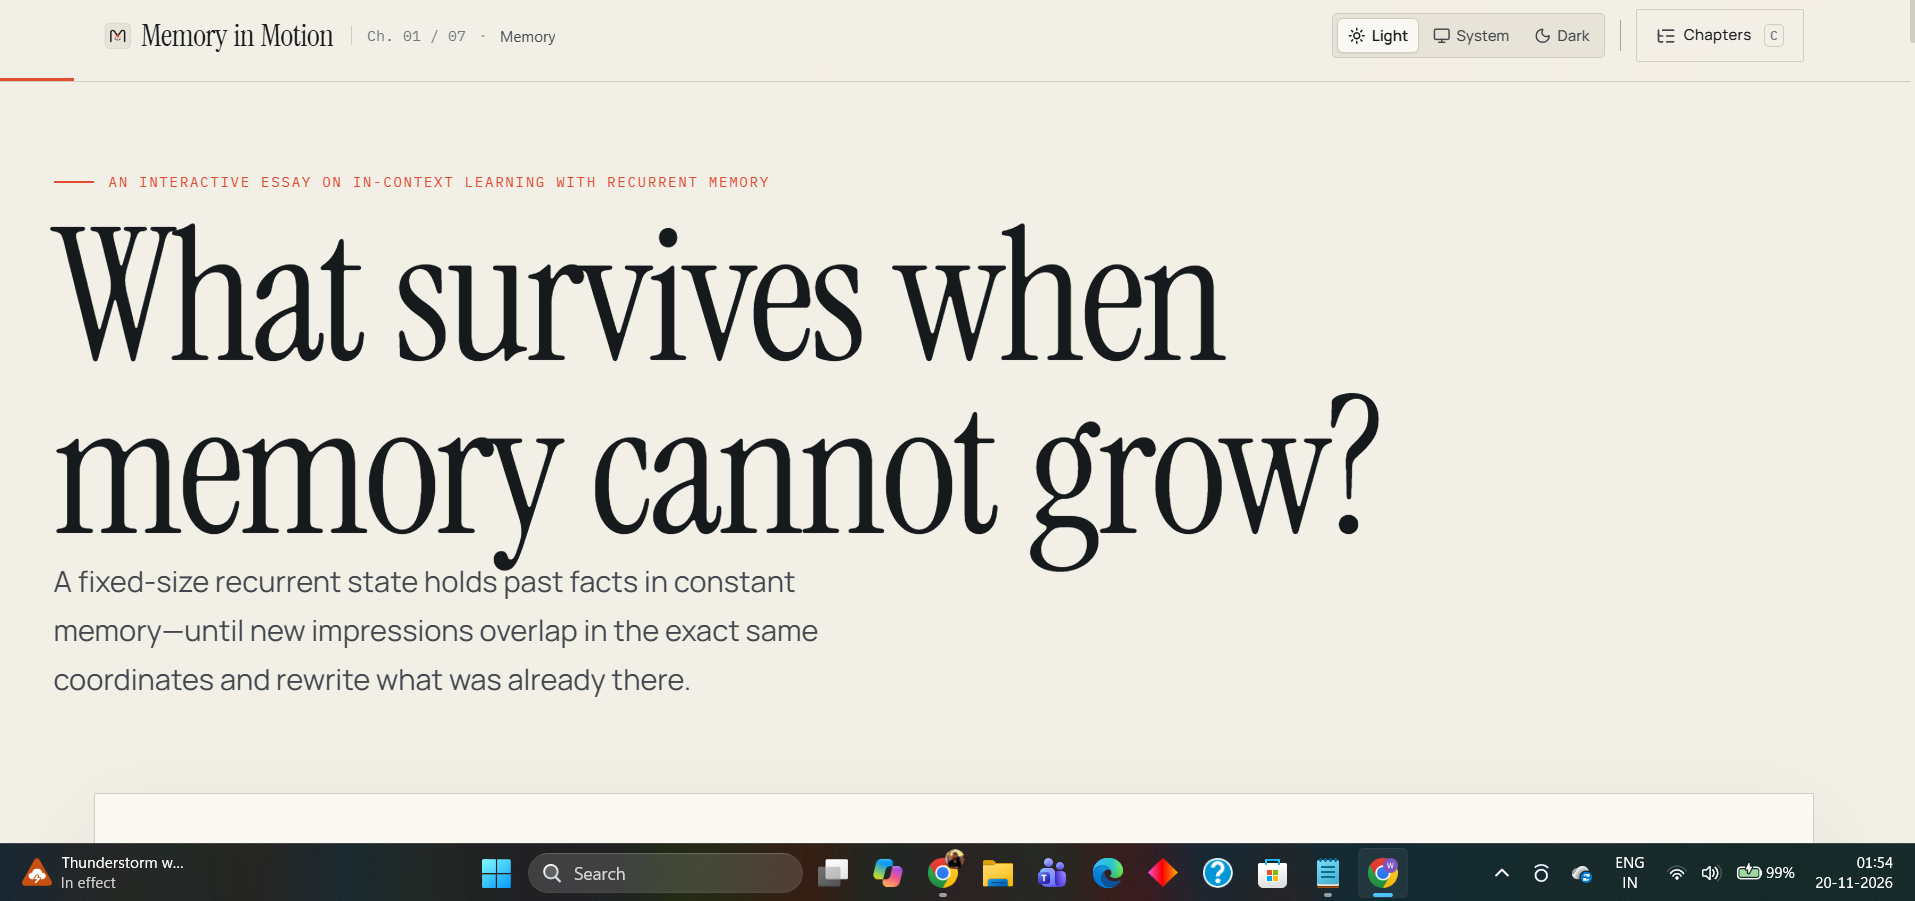 Memory in Motion
Ch. 01 / 07 · Memory
Light
System
Dark
Chapters
C
AN INTERACTIVE ESSAY ON IN-CONTEXT LEARNING WITH RECURRENT MEMORY
What survives when
memory cannot grow?
A fixed-size recurrent state holds past facts in constant
memory—until new impressions overlap in the exact same
coordinates and rewrite what was already there.
Thunderstorm w...
In effect
Search
ENG
IN
99%
01:54
20-11-2026